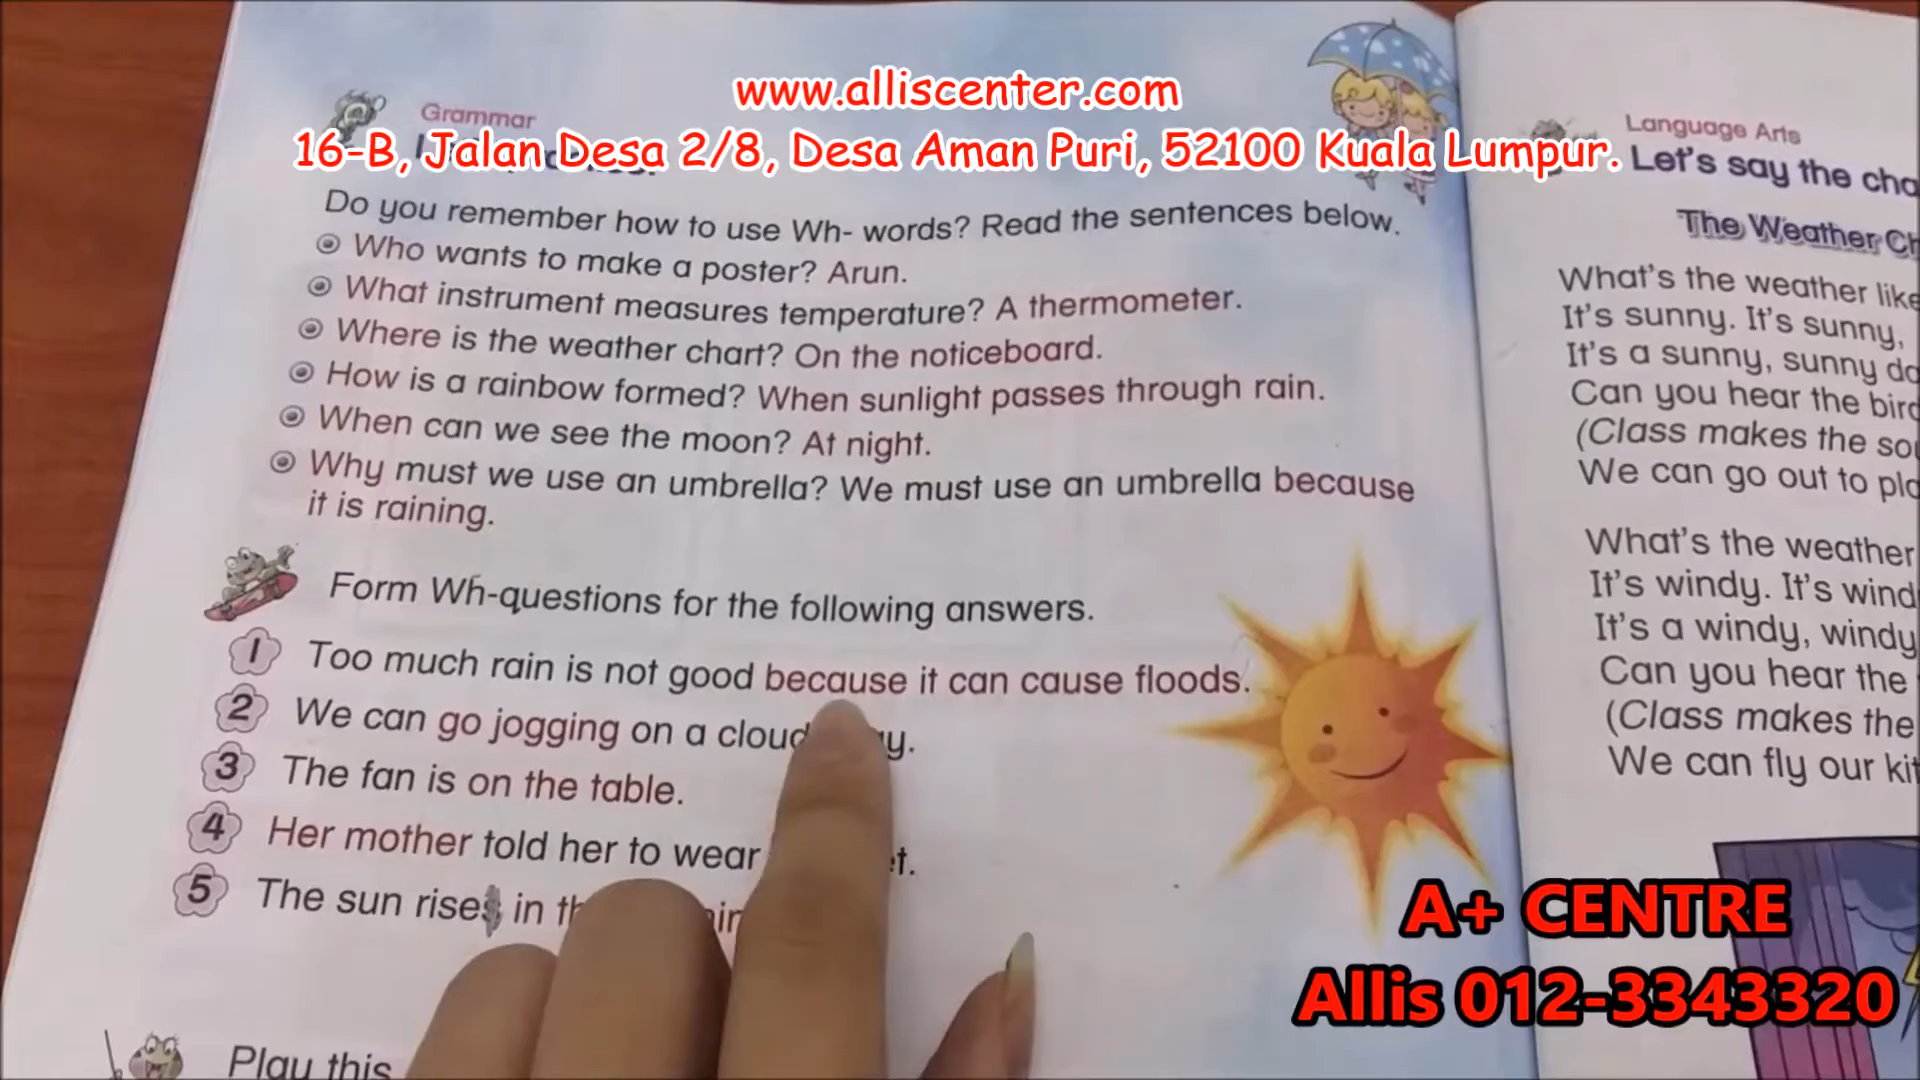 www.alliscenter.com
16-B, Jalan Desa 2/8, Desa Aman Puri, 52100 Kuala Lumpur.
Grammar
Do you remember how to use Wh- words? Read the sentences below.
Who wants to make a poster? Arun.
What instrument measures temperature? A thermometer.
Where is the weather chart? On the noticeboard.
How is a rainbow formed? When sunlight passes through rain.
When can we see the moon? At night.
Why must we use an umbrella? We must use an umbrella because
it is raining.
Form Wh-questions for the following answers.
1 Too much rain is not good because it can cause floods.
2 We can go jogging on a
3 The fan is on the table.
4 Her mother told her to wear
5 The sun rises in
Play this
Language Arts
Let's say the
The Weather
What's the weather like
It's sunny. It's sunny,
It's a sunny, sunny
Can you hear the
(Class makes the
We can go out to
What's the weather
It's windy. It's
It's a windy, windy
Can you hear the
(Class makes the
We can fly our
A+ CENTRE
Allis 012-3343320